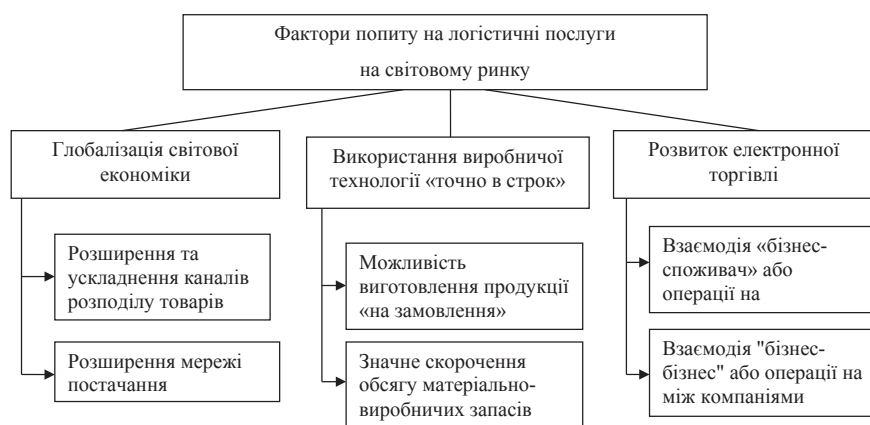 Фактори попиту на логістичні послуги
на світовому ринку
Глобалізація світової
економіки
Розширення та
ускладнення каналів
розподілу товарів
Розширення мережі
постачання
Використання виробничої
технології «точно в строк»
Можливість
виготовлення продукції
«на замовлення»
Значне скорочення
обсягу матеріально-
виробничих запасів
Розвиток електронної
торгівлі
Взаємодія «бізнес-
споживач» або
операції на
Взаємодія "бізнес-
бізнес" або операції на
між компаніями